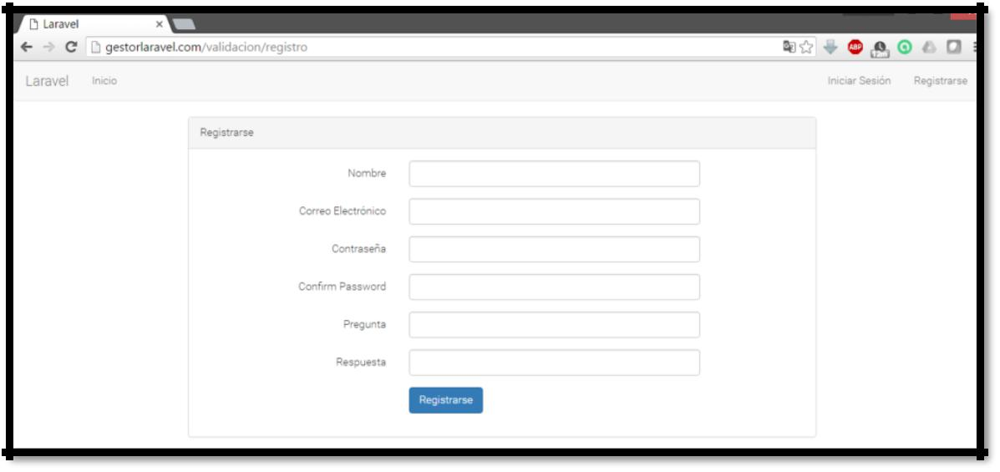 Laravel
gestorlaravel.com/validacion/registro
ABP
12m
Laravel Inicio Iniciar Sesión Registrarse
Registrarse
Nombre
Correo Electrónico
Contraseña
Confirm Password
Pregunta
Respuesta
Registrarse